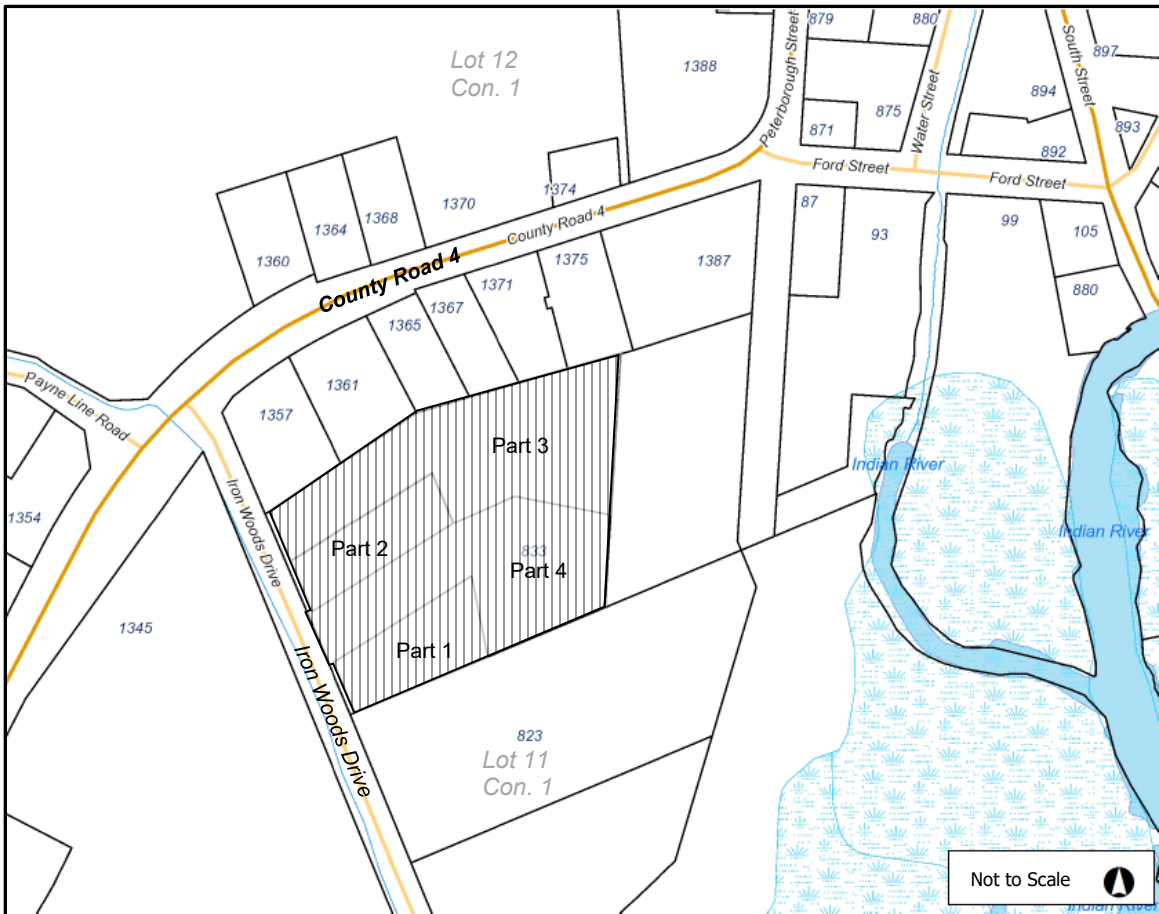 879
880
Lot 12
Con. 1
1388
Peterborough Street
South Street
897
894
875
Water Street
893
871
892
Ford Street
Ford Street
1374
1368
1370
1364
87
County Road 4
93
99
105
1360
County Road 4
1375
1387
1371
880
1367
1365
Payne Line Road
1361
1357
Part 3
Indian River
Iron Woods Drive
1354
Indian River
Part 2
833
Part 4
1345
Part 1
Iron Woods Drive
823
Lot 11
Con. 1
Not to Scale
Indian River